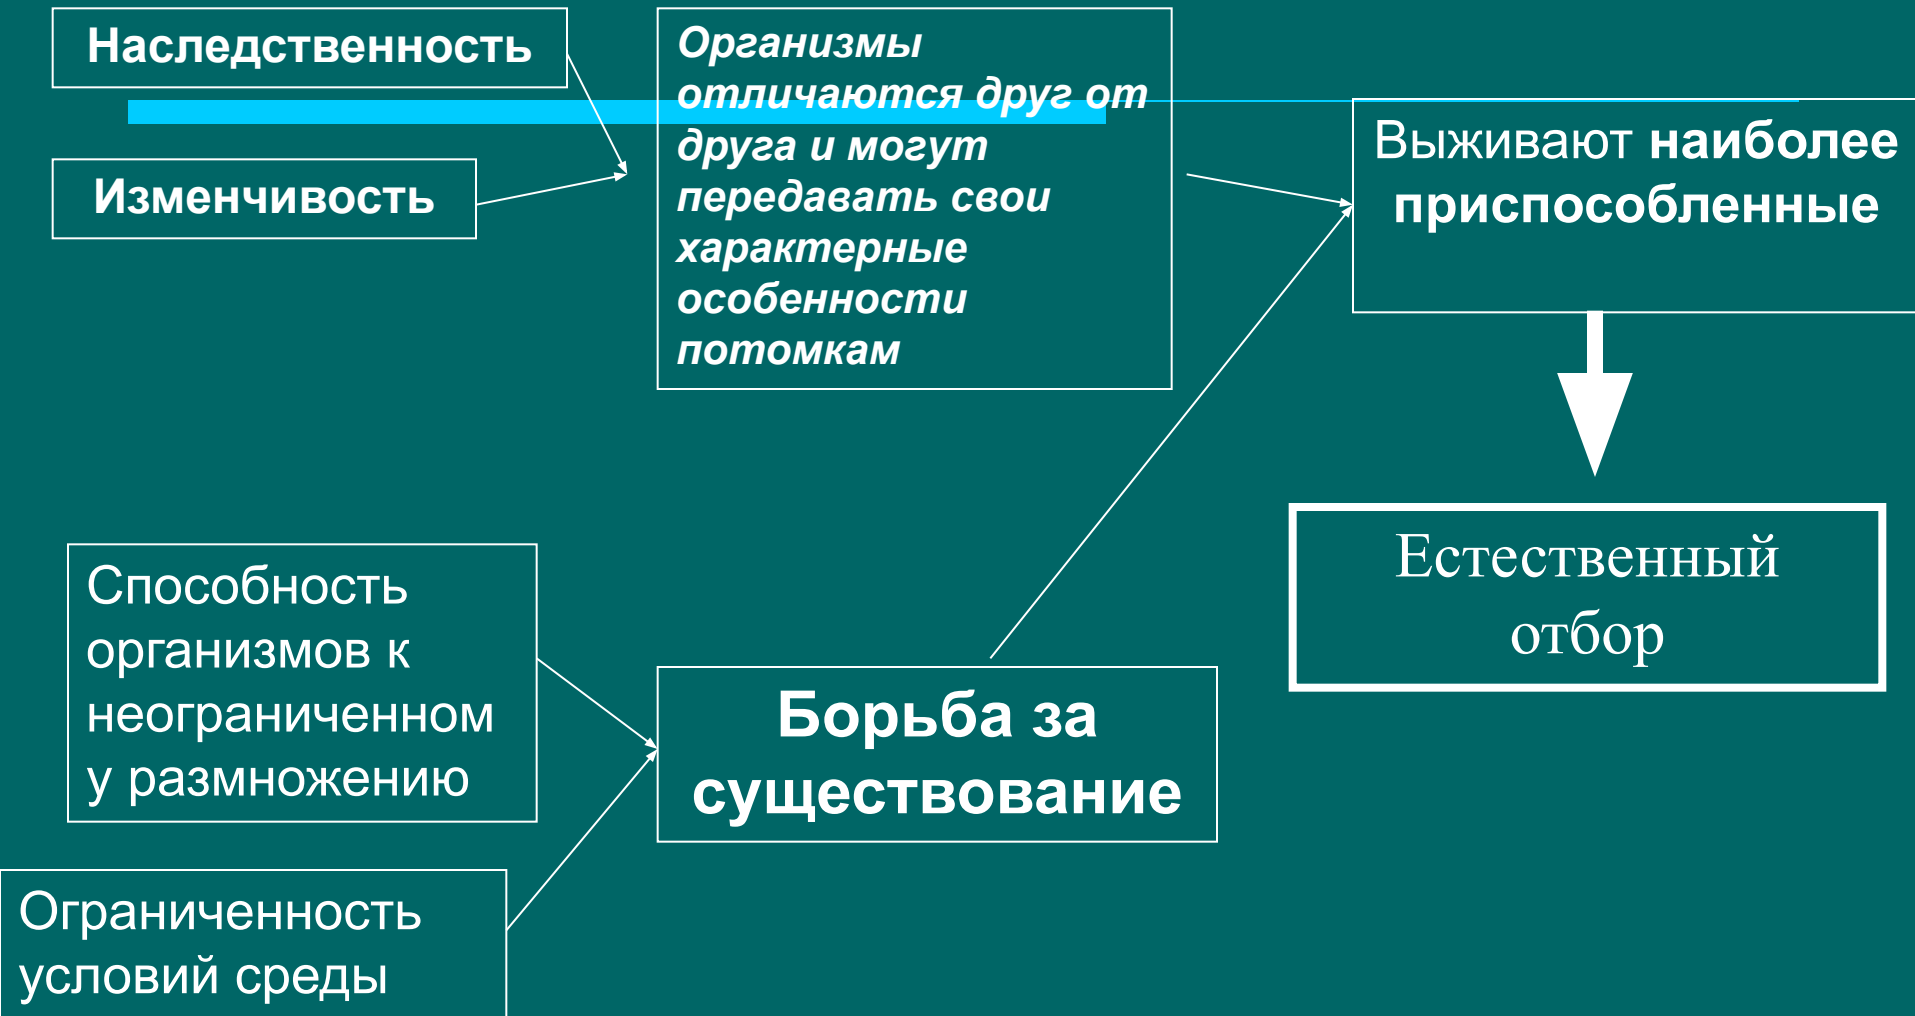 Наследственность
Изменчивость
Организмы
отличаются друг от
друга и могут
передавать свои
характерные
особенности
потомкам
Выживают наиболее
приспособленные
Способность
организмов к
неограниченном
у размножению
Ограниченность
условий среды
Борьба за
существование
Естественный
отбор